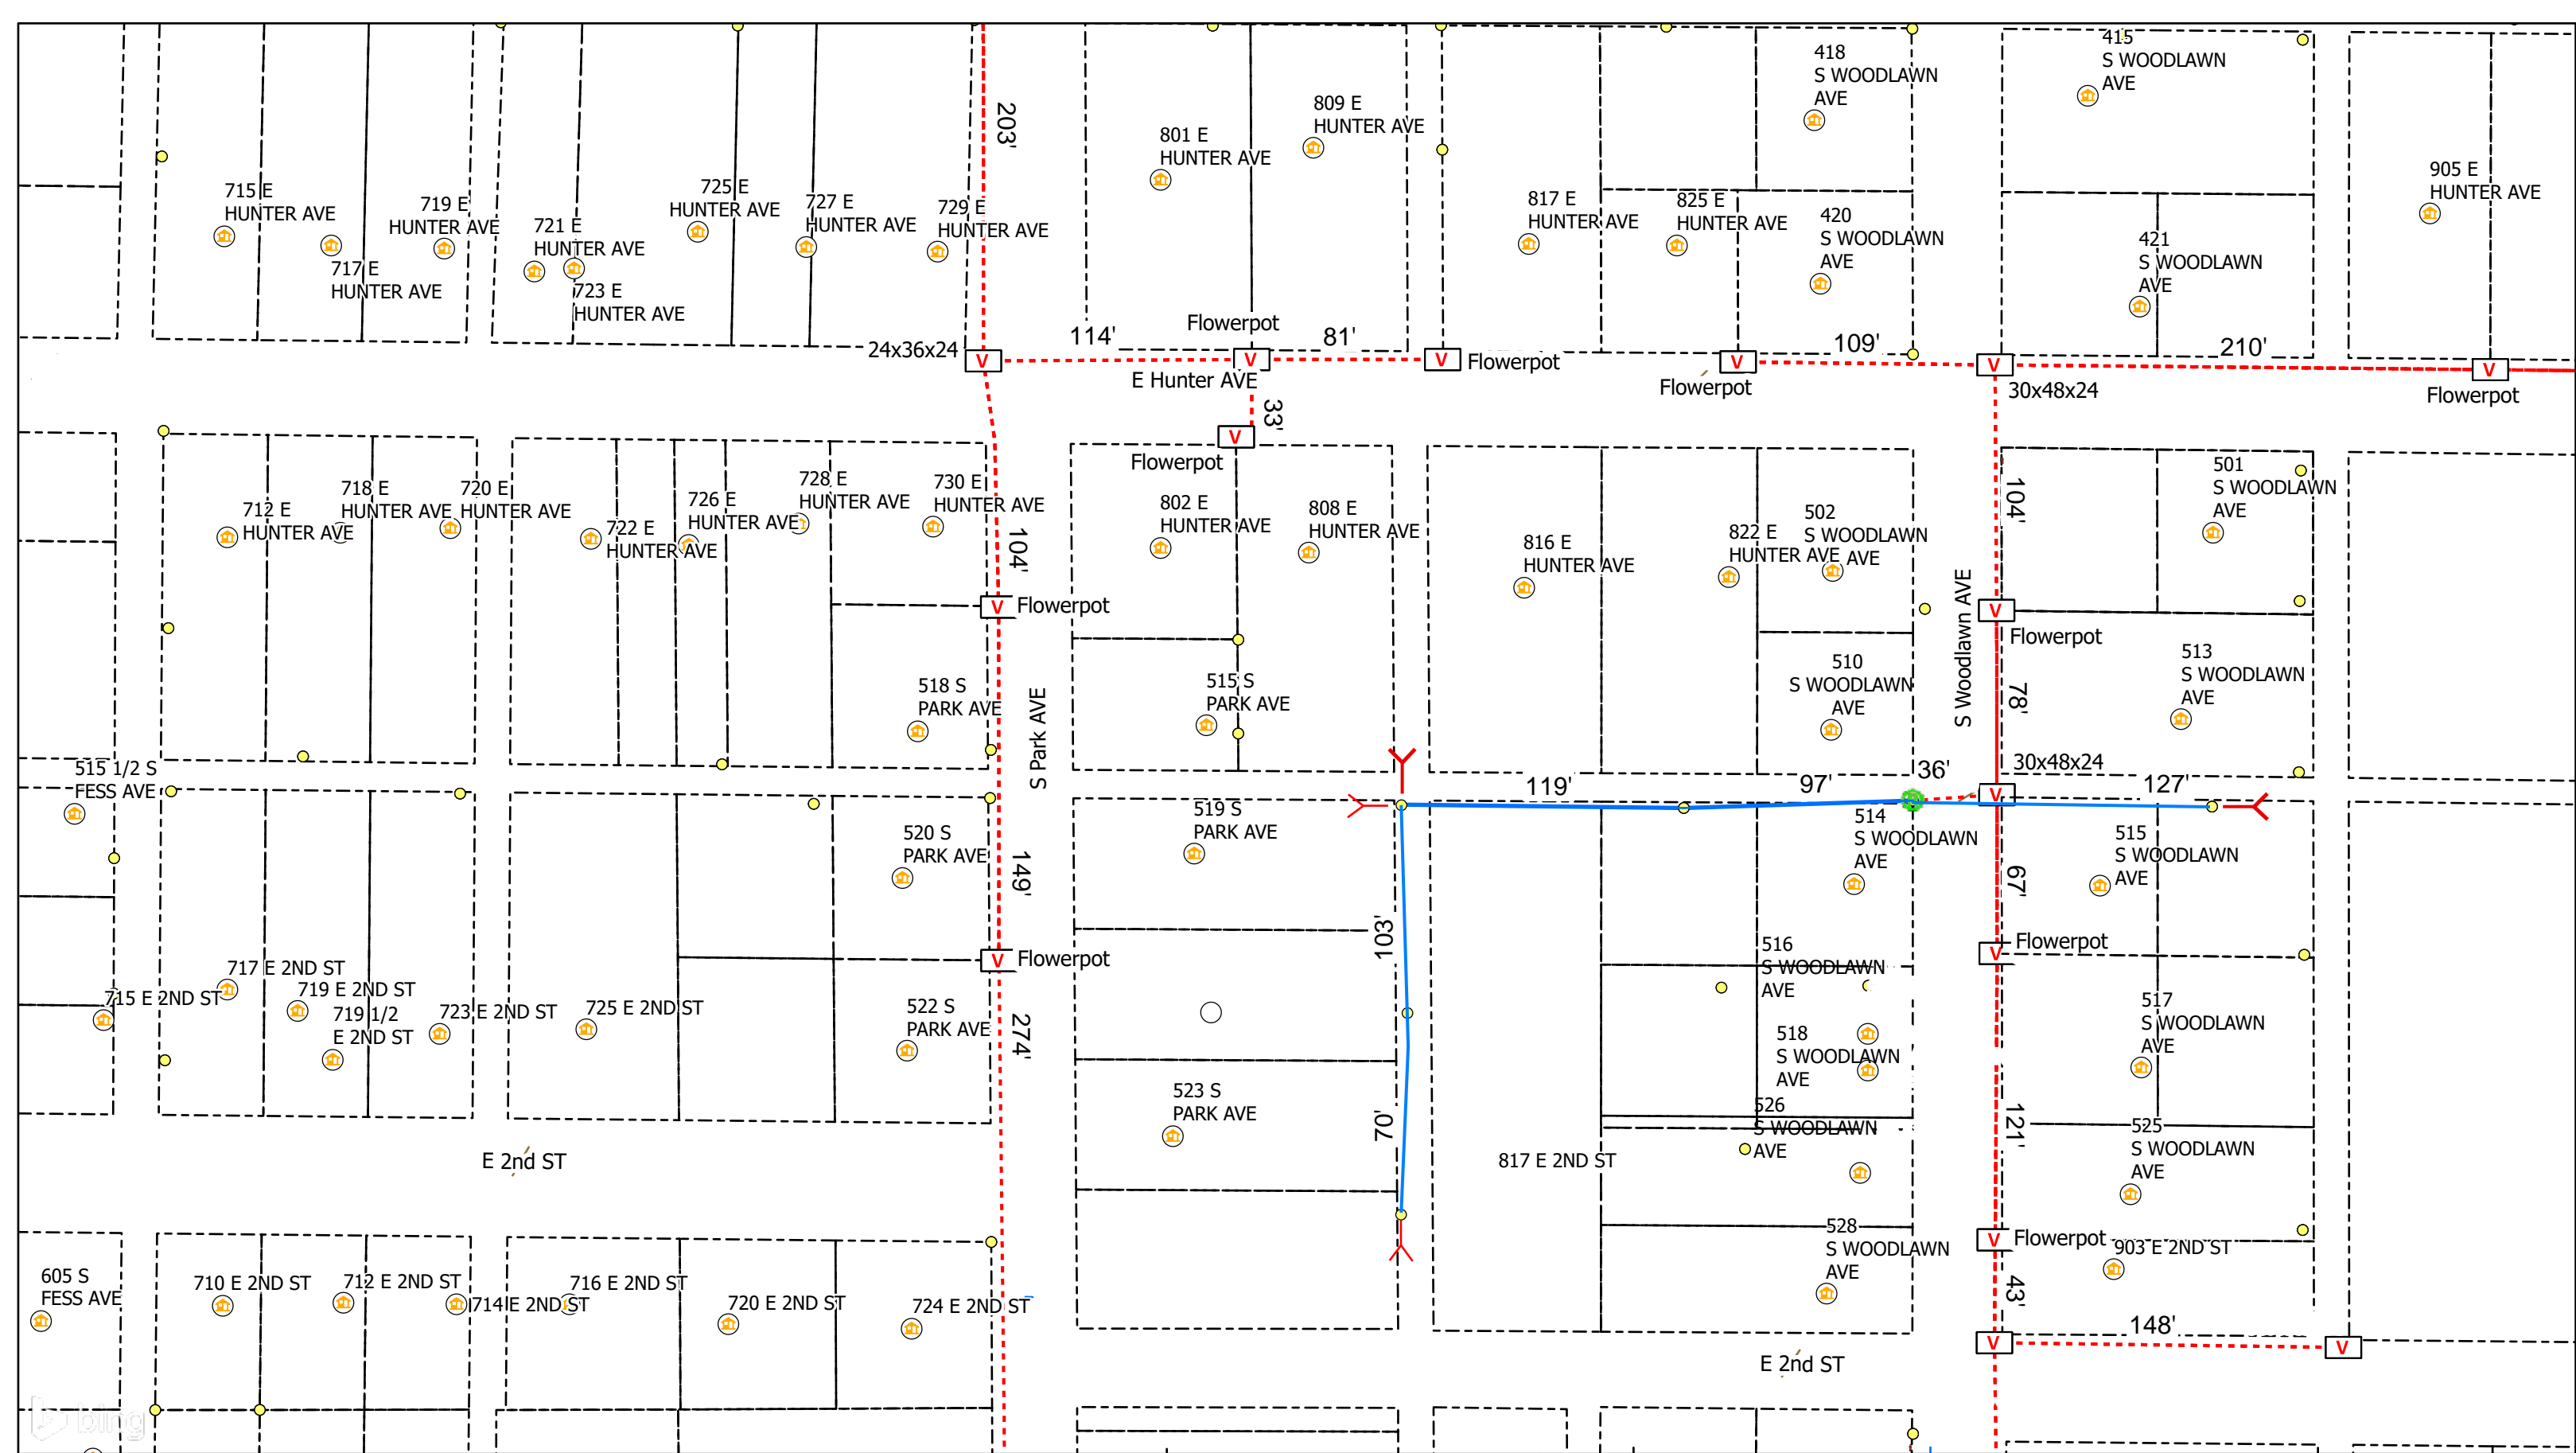 418
S WOODLAWN
AVE
415
S WOODLAWN
AVE
203'
809 E
HUNTER AVE
801 E
HUNTER AVE
905 E
HUNTER AVE
715 E
HUNTER AVE
719 E
HUNTER AVE
725 E
HUNTER AVE
727 E
HUNTER AVE
729 E
HUNTER AVE
817 E
HUNTER AVE
825 E
HUNTER AVE
420
S WOODLAWN
AVE
721 E
HUNTER AVE
421
S WOODLAWN
AVE
717 E
HUNTER AVE
723 E
HUNTER AVE
Flowerpot
24x36x24
V
114'
V
81'
V
Flowerpot
V
109'
V
210'
V
E Hunter AVE
Flowerpot
30x48x24
Flowerpot
33'
V
Flowerpot
712 E
HUNTER AVE
718 E
HUNTER AVE
720 E
HUNTER AVE
722 E
HUNTER AVE
726 E
HUNTER AVE
728 E
HUNTER AVE
730 E
HUNTER AVE
104'
802 E
HUNTER AVE
808 E
HUNTER AVE
816 E
HUNTER AVE
822 E
HUNTER AVE
502
S WOODLAWN
AVE
104'
501
S WOODLAWN
AVE
V
Flowerpot
V
Flowerpot
S Woodlawn AVE
518 S
PARK AVE
S Park AVE
515 S
PARK AVE
510
S WOODLAWN
AVE
78'
513
S WOODLAWN
AVE
515 1/2 S
FESS AVE
119'
97'
36'
30x48x24
V
127'
519 S
PARK AVE
514
S WOODLAWN
AVE
515
S WOODLAWN
AVE
520 S
PARK AVE
149'
67'
103'
V
Flowerpot
V
Flowerpot
516
S WOODLAWN
AVE
717 E 2ND ST
715 E 2ND ST
719 E 2ND ST
719 1/2
E 2ND ST
723 E 2ND ST
725 E 2ND ST
522 S
PARK AVE
274'
518
S WOODLAWN
AVE
517
S WOODLAWN
AVE
523 S
PARK AVE
70'
526
S WOODLAWN
AVE
121'
525
S WOODLAWN
AVE
E 2nd ST
817 E 2ND ST
528
S WOODLAWN
AVE
V
Flowerpot
903 E 2ND ST
605 S
FESS AVE
710 E 2ND ST
712 E 2ND ST
714 E 2ND ST
716 E 2ND ST
720 E 2ND ST
724 E 2ND ST
43'
V
148'
V
E 2nd ST
bing